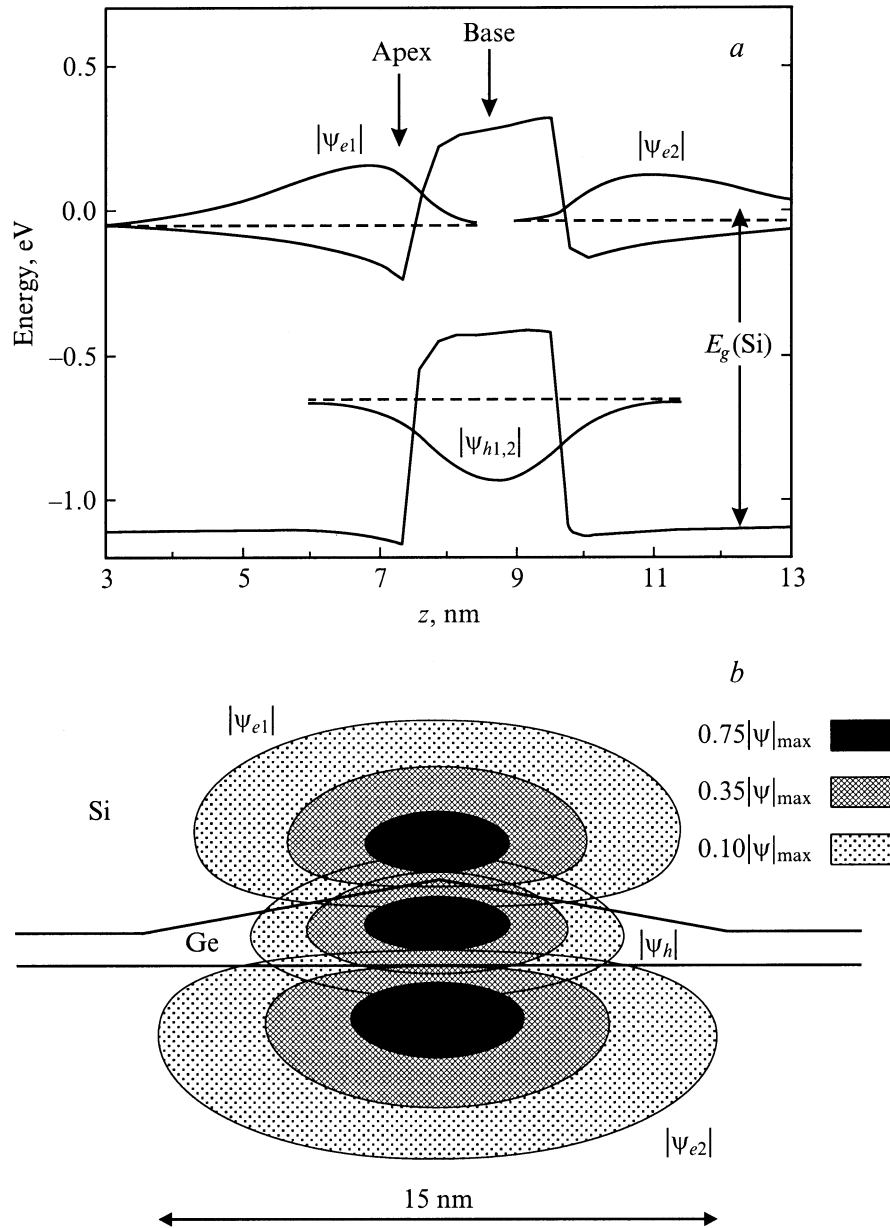 a
Apex
Base
|ψe1|
|ψe2|
0.5
0.0
–0.5
–1.0
Energy, eV
Eg(Si)
|ψh1,2|
3
5
7
9
11
13
z, nm
b
|ψe1|
0.75|ψ|max
0.35|ψ|max
0.10|ψ|max
Si
Ge
|ψh|
|ψe2|
15 nm